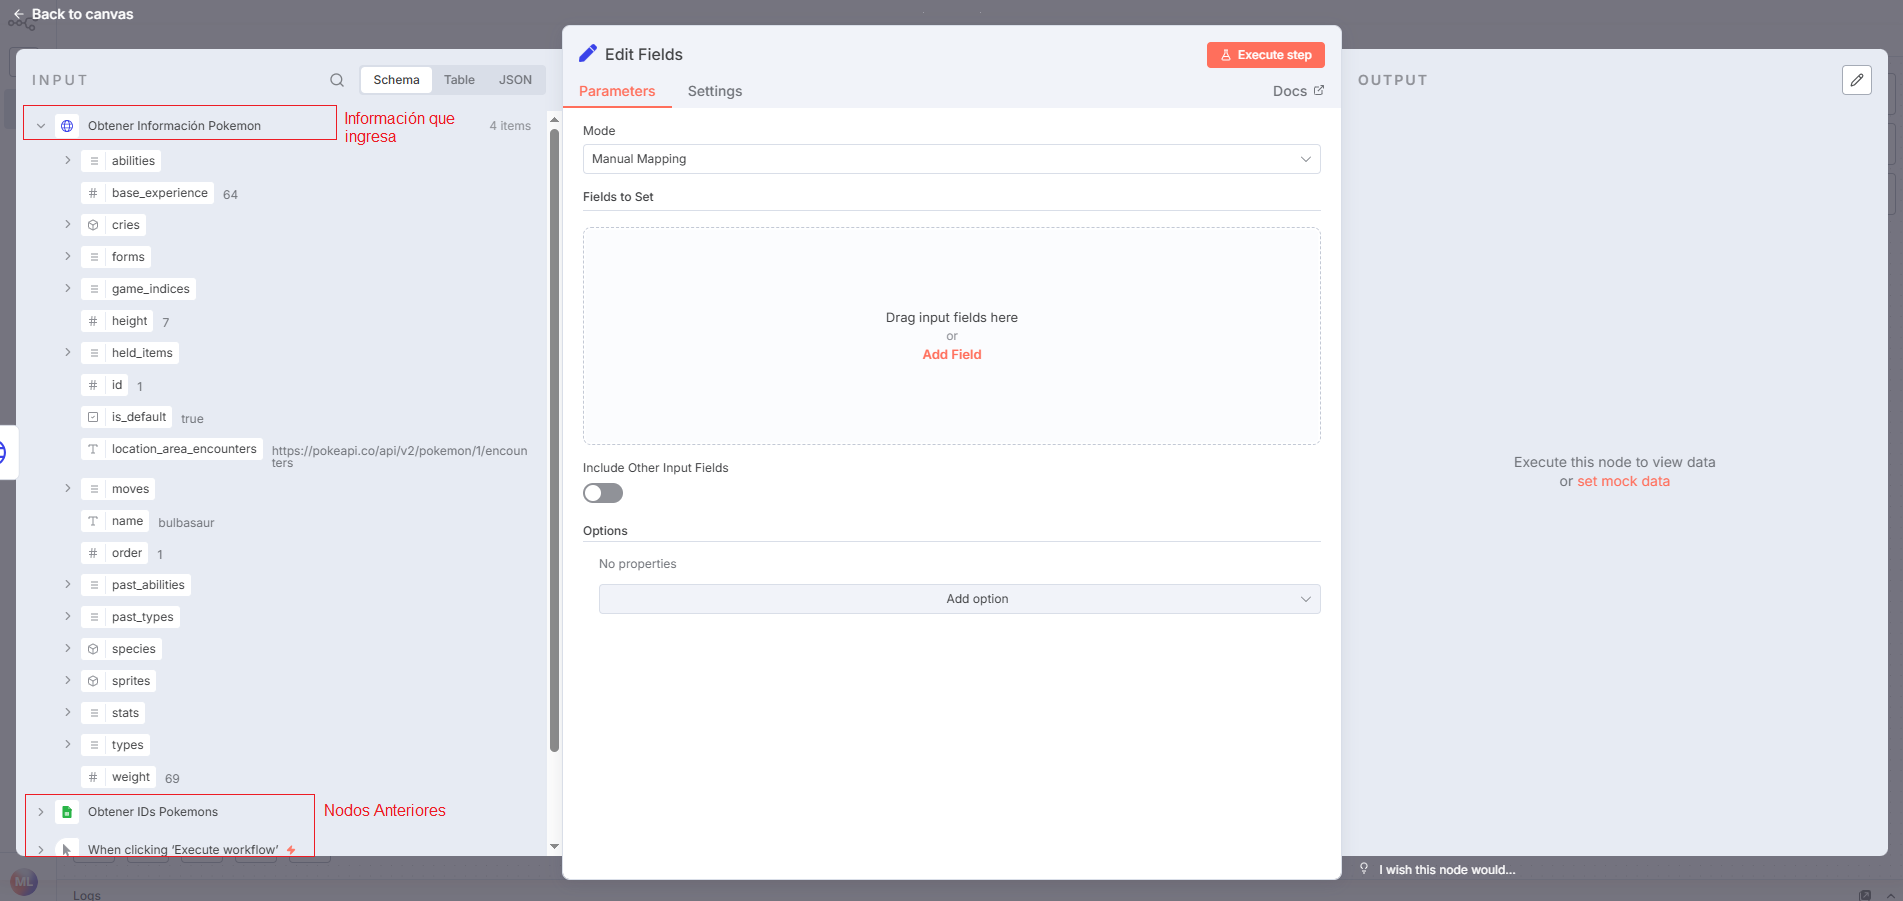 Back to canvas
INPUT
Schema
Table
JSON
Obtener Información Pokemon
Información que
ingresa
4 items
abilities
base_experience 64
cries
forms
game_indices
height 7
held_items
id 1
is_default true
location_area_encounters https://pokeapi.co/api/v2/pokemon/1/encoun
ters
moves
name bulbasaur
order 1
past_abilities
past_types
species
sprites
stats
types
weight 69
Obtener IDs Pokemons
Nodos Anteriores
When clicking ‘Execute workflow’
Edit Fields
Execute step
Parameters
Settings
Docs
Mode
Manual Mapping
Fields to Set
Drag input fields here
or
Add Field
Include Other Input Fields
Options
No properties
Add option
OUTPUT
Execute this node to view data
or set mock data
I wish this node would...
ML
Logs